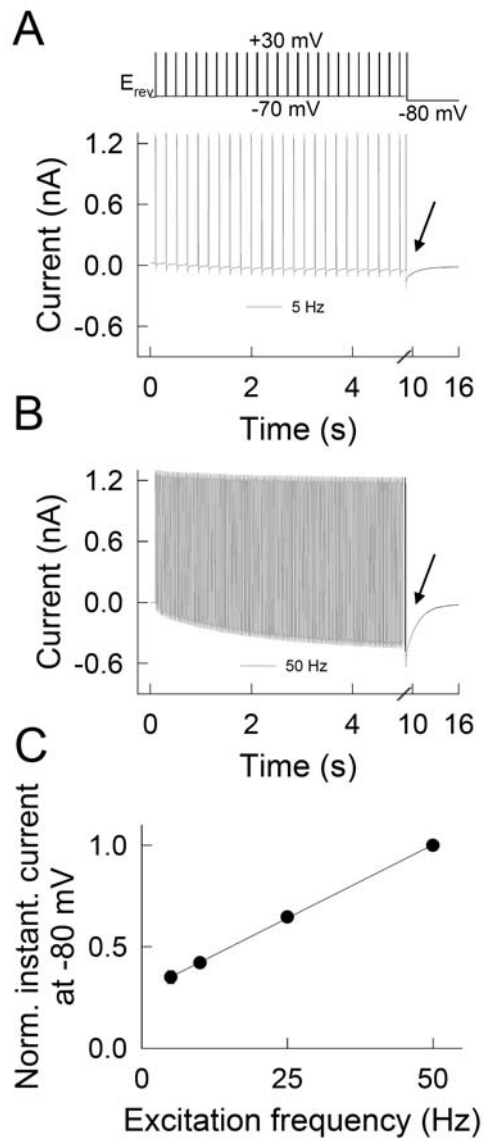 A
+30 mV
E_rev
-70 mV
-80 mV
Current (nA)
1.2
0.6
0.0
-0.6
5 Hz
0 2 4 10 16
Time (s)
B
Current (nA)
1.2
0.6
0.0
-0.6
50 Hz
0 2 4 10 16
Time (s)
C
Norm. instant. current
at -80 mV
1.0
0.5
0.0
0 25 50
Excitation frequency (Hz)